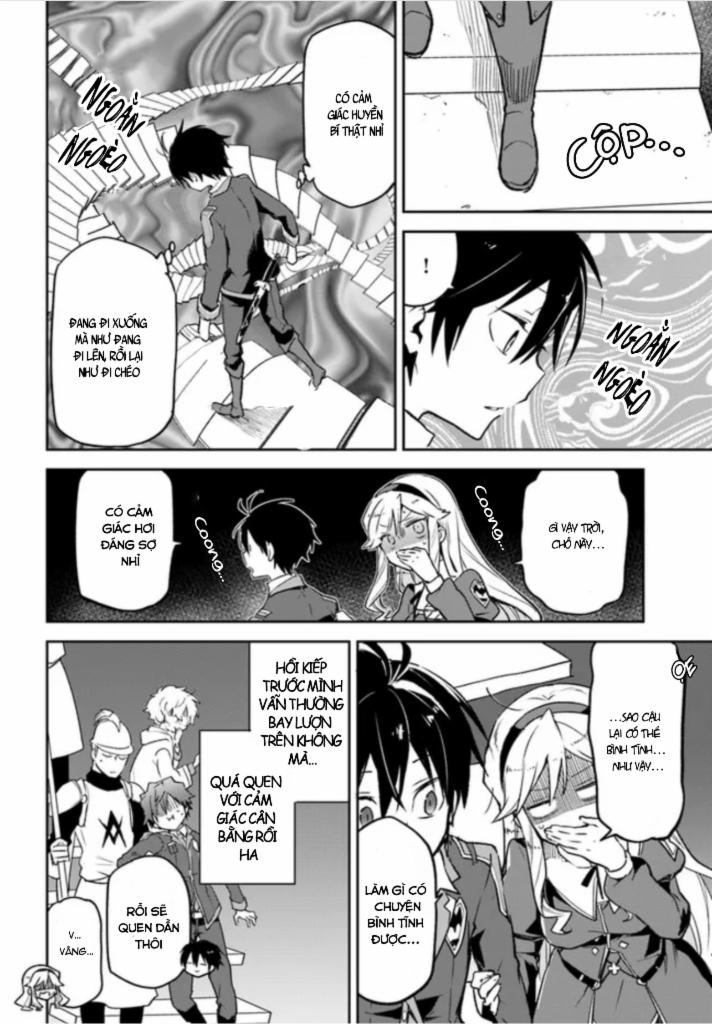 CỘP...
!
NGOẰN
NGOÈO
CÓ CẢM
GIÁC HUYỀN
BÍ THẬT NHỈ
NGOẰN
NGOÈO
ĐANG ĐI XUỐNG
MÀ NHƯ ĐANG
ĐI LÊN, RỒI LẠI
NHƯ ĐI CHÉO
GÌ VẬY TRỜI,
CHỖ NÀY...
Coong...
Coong...
CÓ CẢM
GIÁC HƠI
ĐÁNG SỢ
NHỈ
ỌE
...SAO CẬU
LẠI CÓ THỂ
BÌNH TĨNH...
NHƯ VẬY...
LÀM GÌ CÓ
CHUYỆN
BÌNH TĨNH
ĐƯỢC...
HỒI KIẾP
TRƯỚC MÌNH
VẪN THƯỜNG
BAY LƯỢN
TRÊN KHÔNG
MÀ...
QUÁ QUEN
VỚI CẢM
GIÁC CÂN
BẰNG RỒI
HA
RỒI SẼ
QUEN DẦN
THÔI
V...
VÂNG...